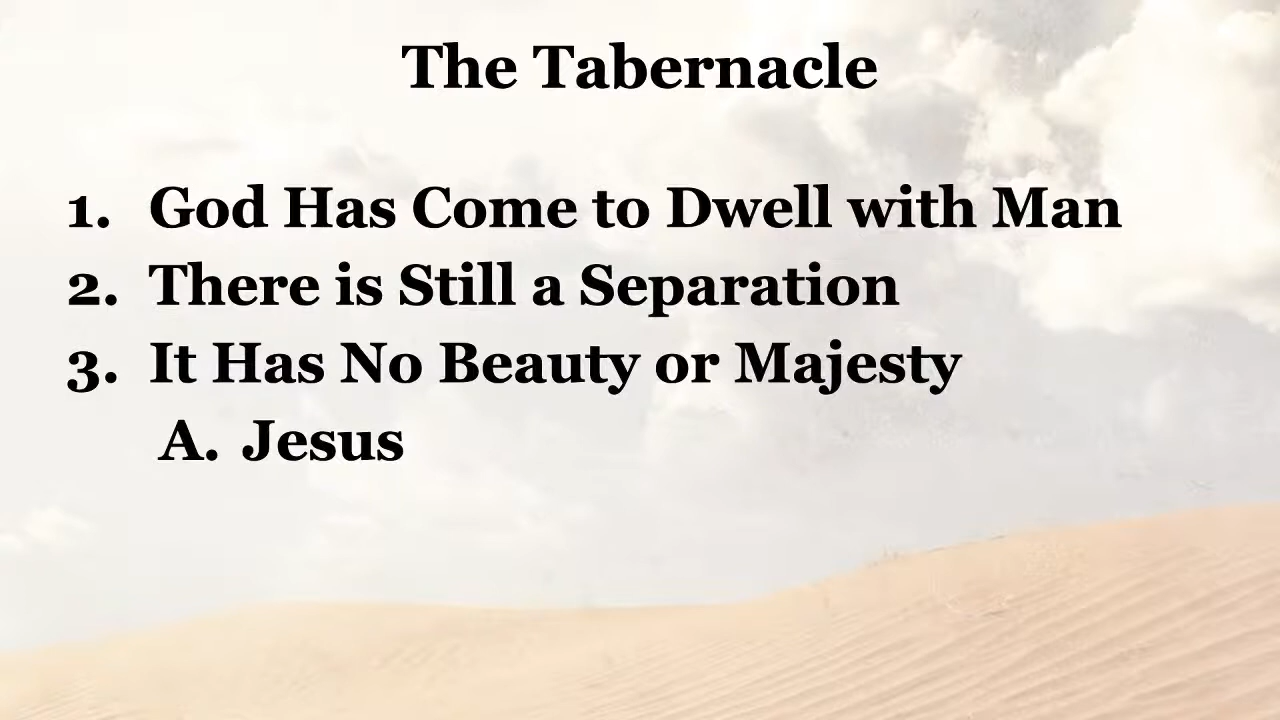 The Tabernacle
1. God Has Come to Dwell with Man
2. There is Still a Separation
3. It Has No Beauty or Majesty
A. Jesus